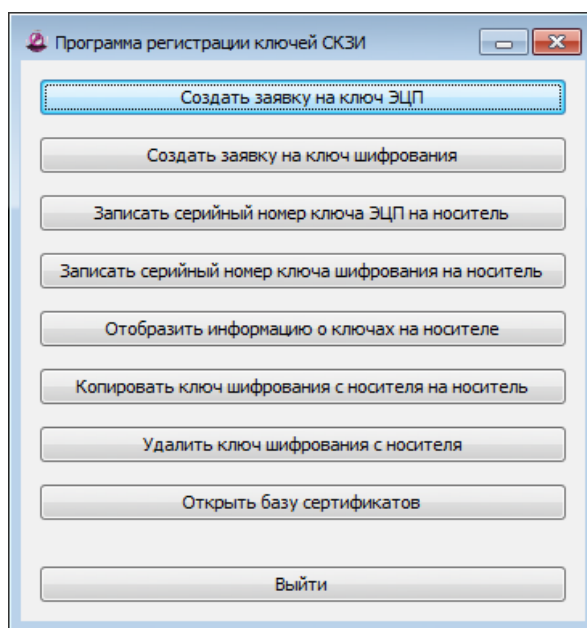 Программа регистрации ключей СКЗИ
Создать заявку на ключ ЭЦП
Создать заявку на ключ шифрования
Записать серийный номер ключа ЭЦП на носитель
Записать серийный номер ключа шифрования на носитель
Отобразить информацию о ключах на носителе
Копировать ключ шифрования с носителя на носитель
Удалить ключ шифрования с носителя
Открыть базу сертификатов
Выйти